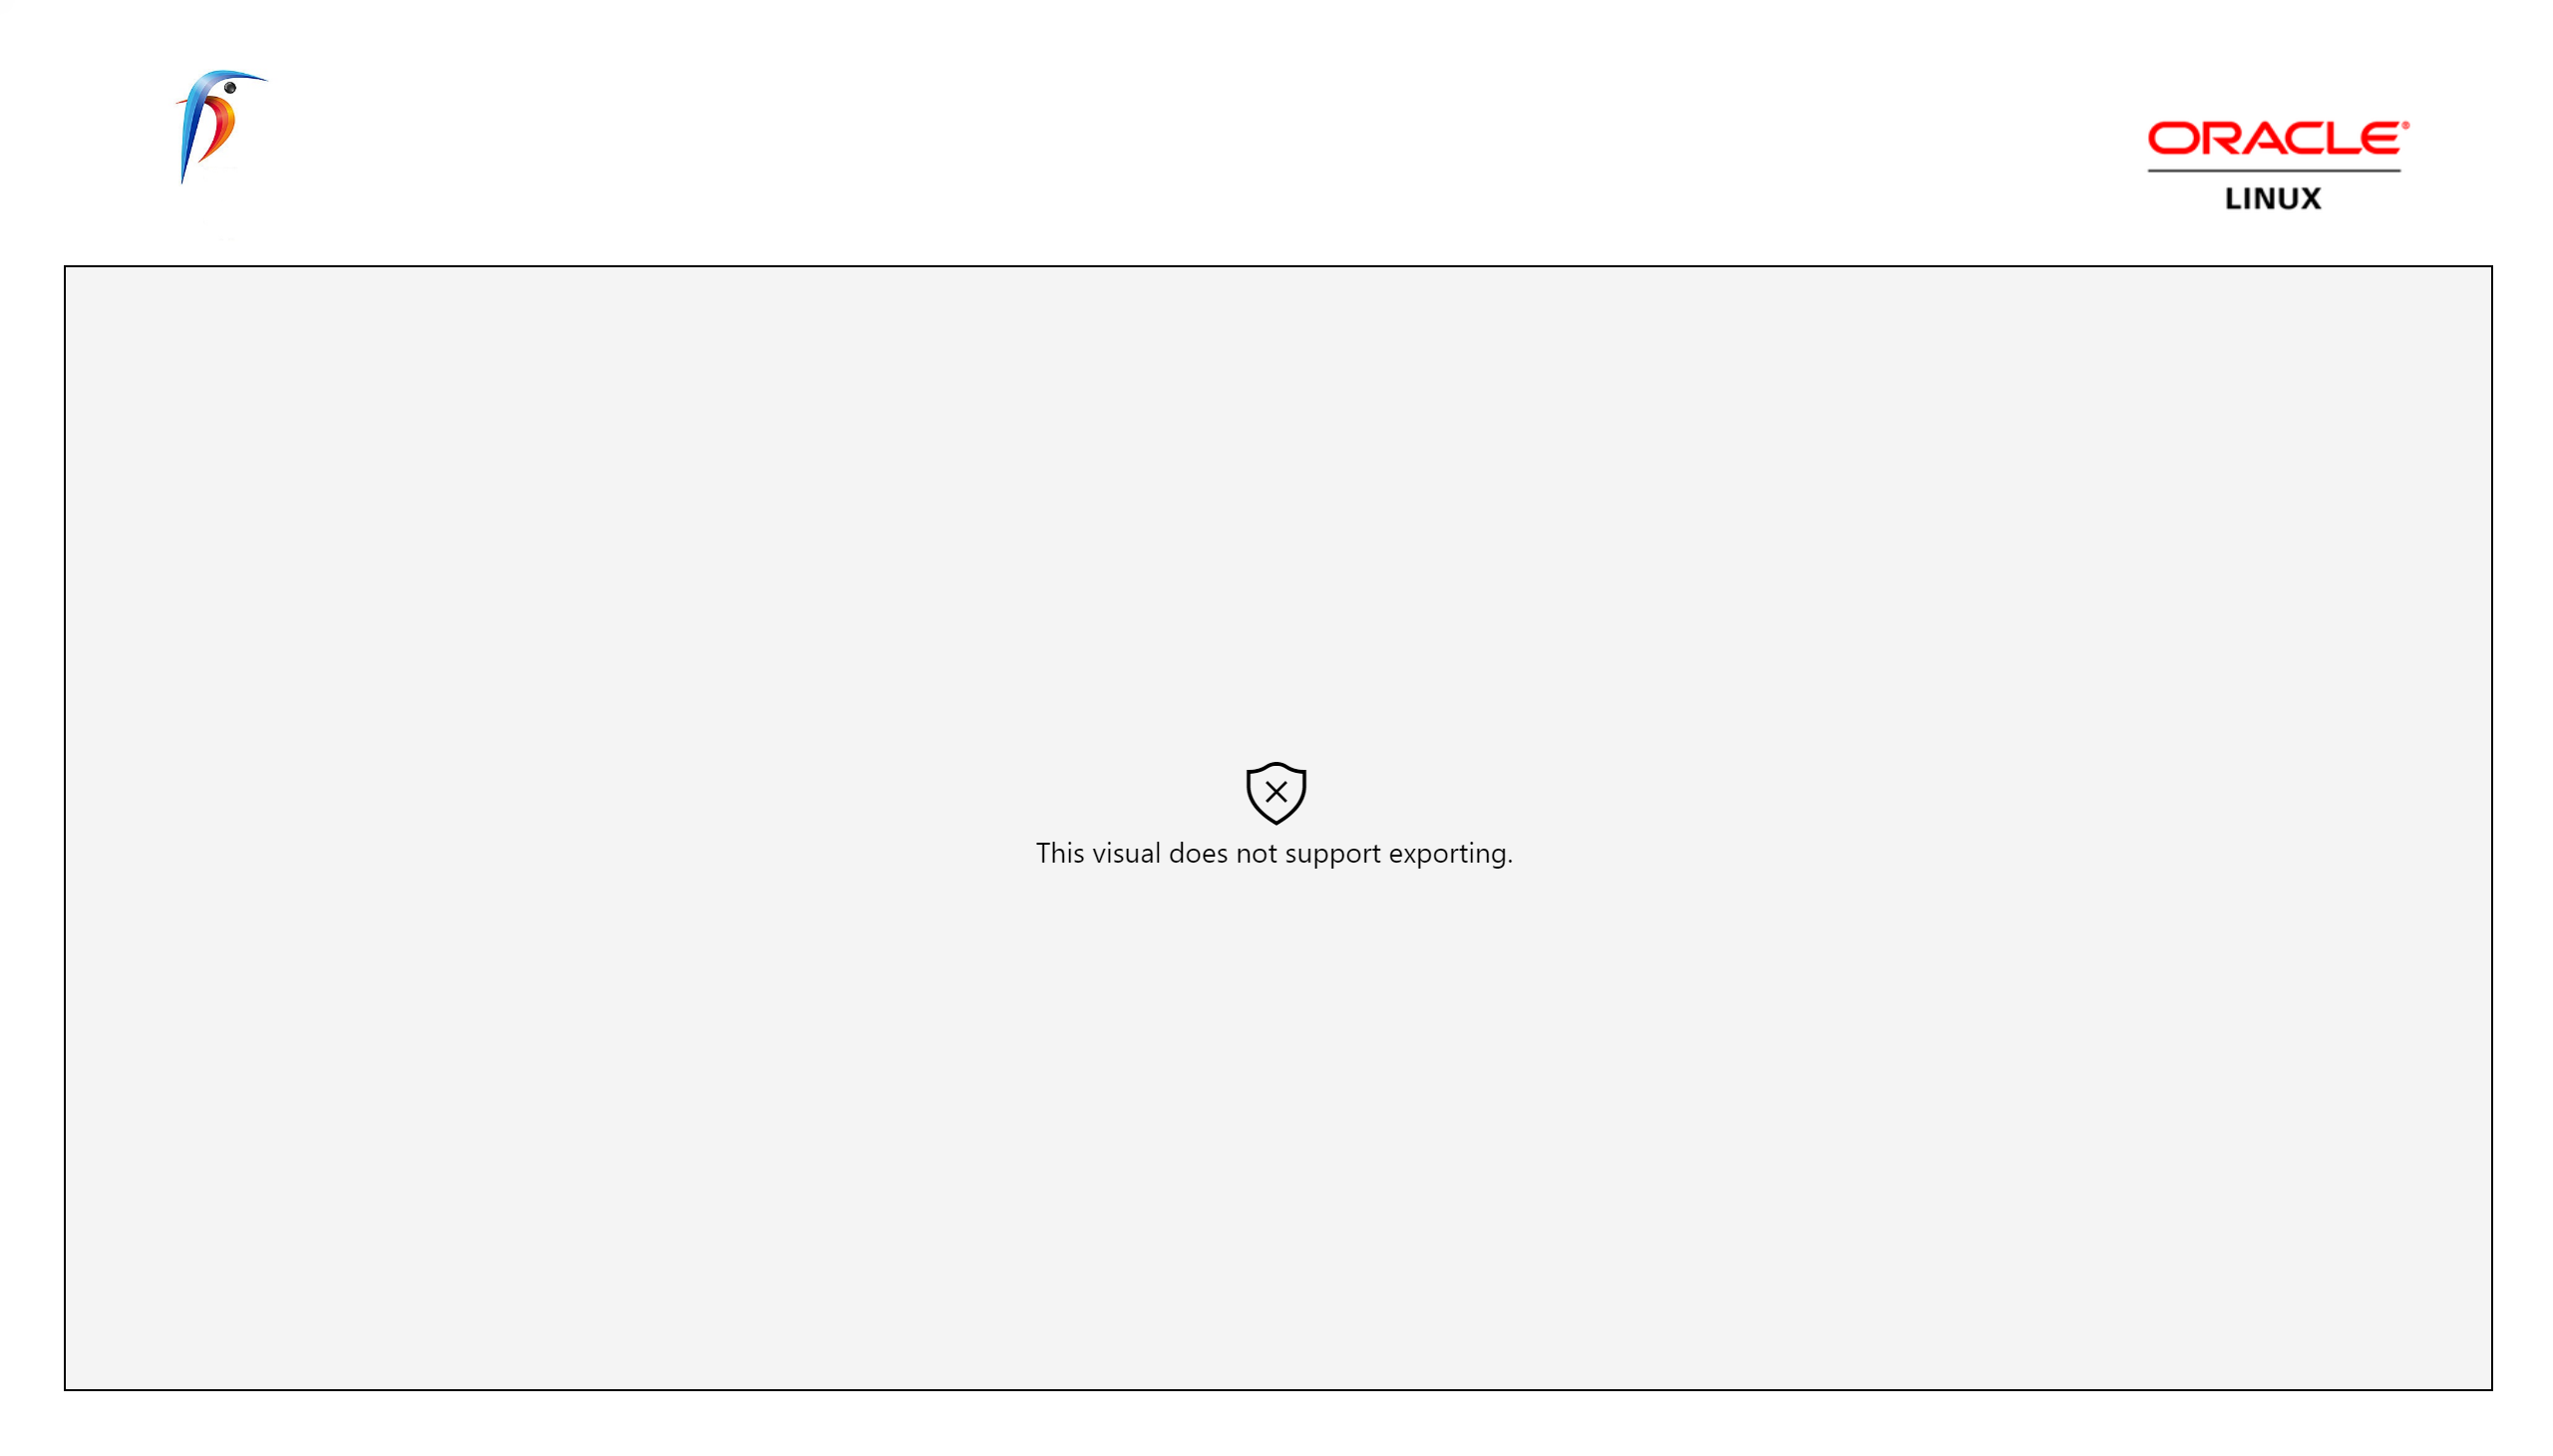 ORACLE®
LINUX
This visual does not support exporting.